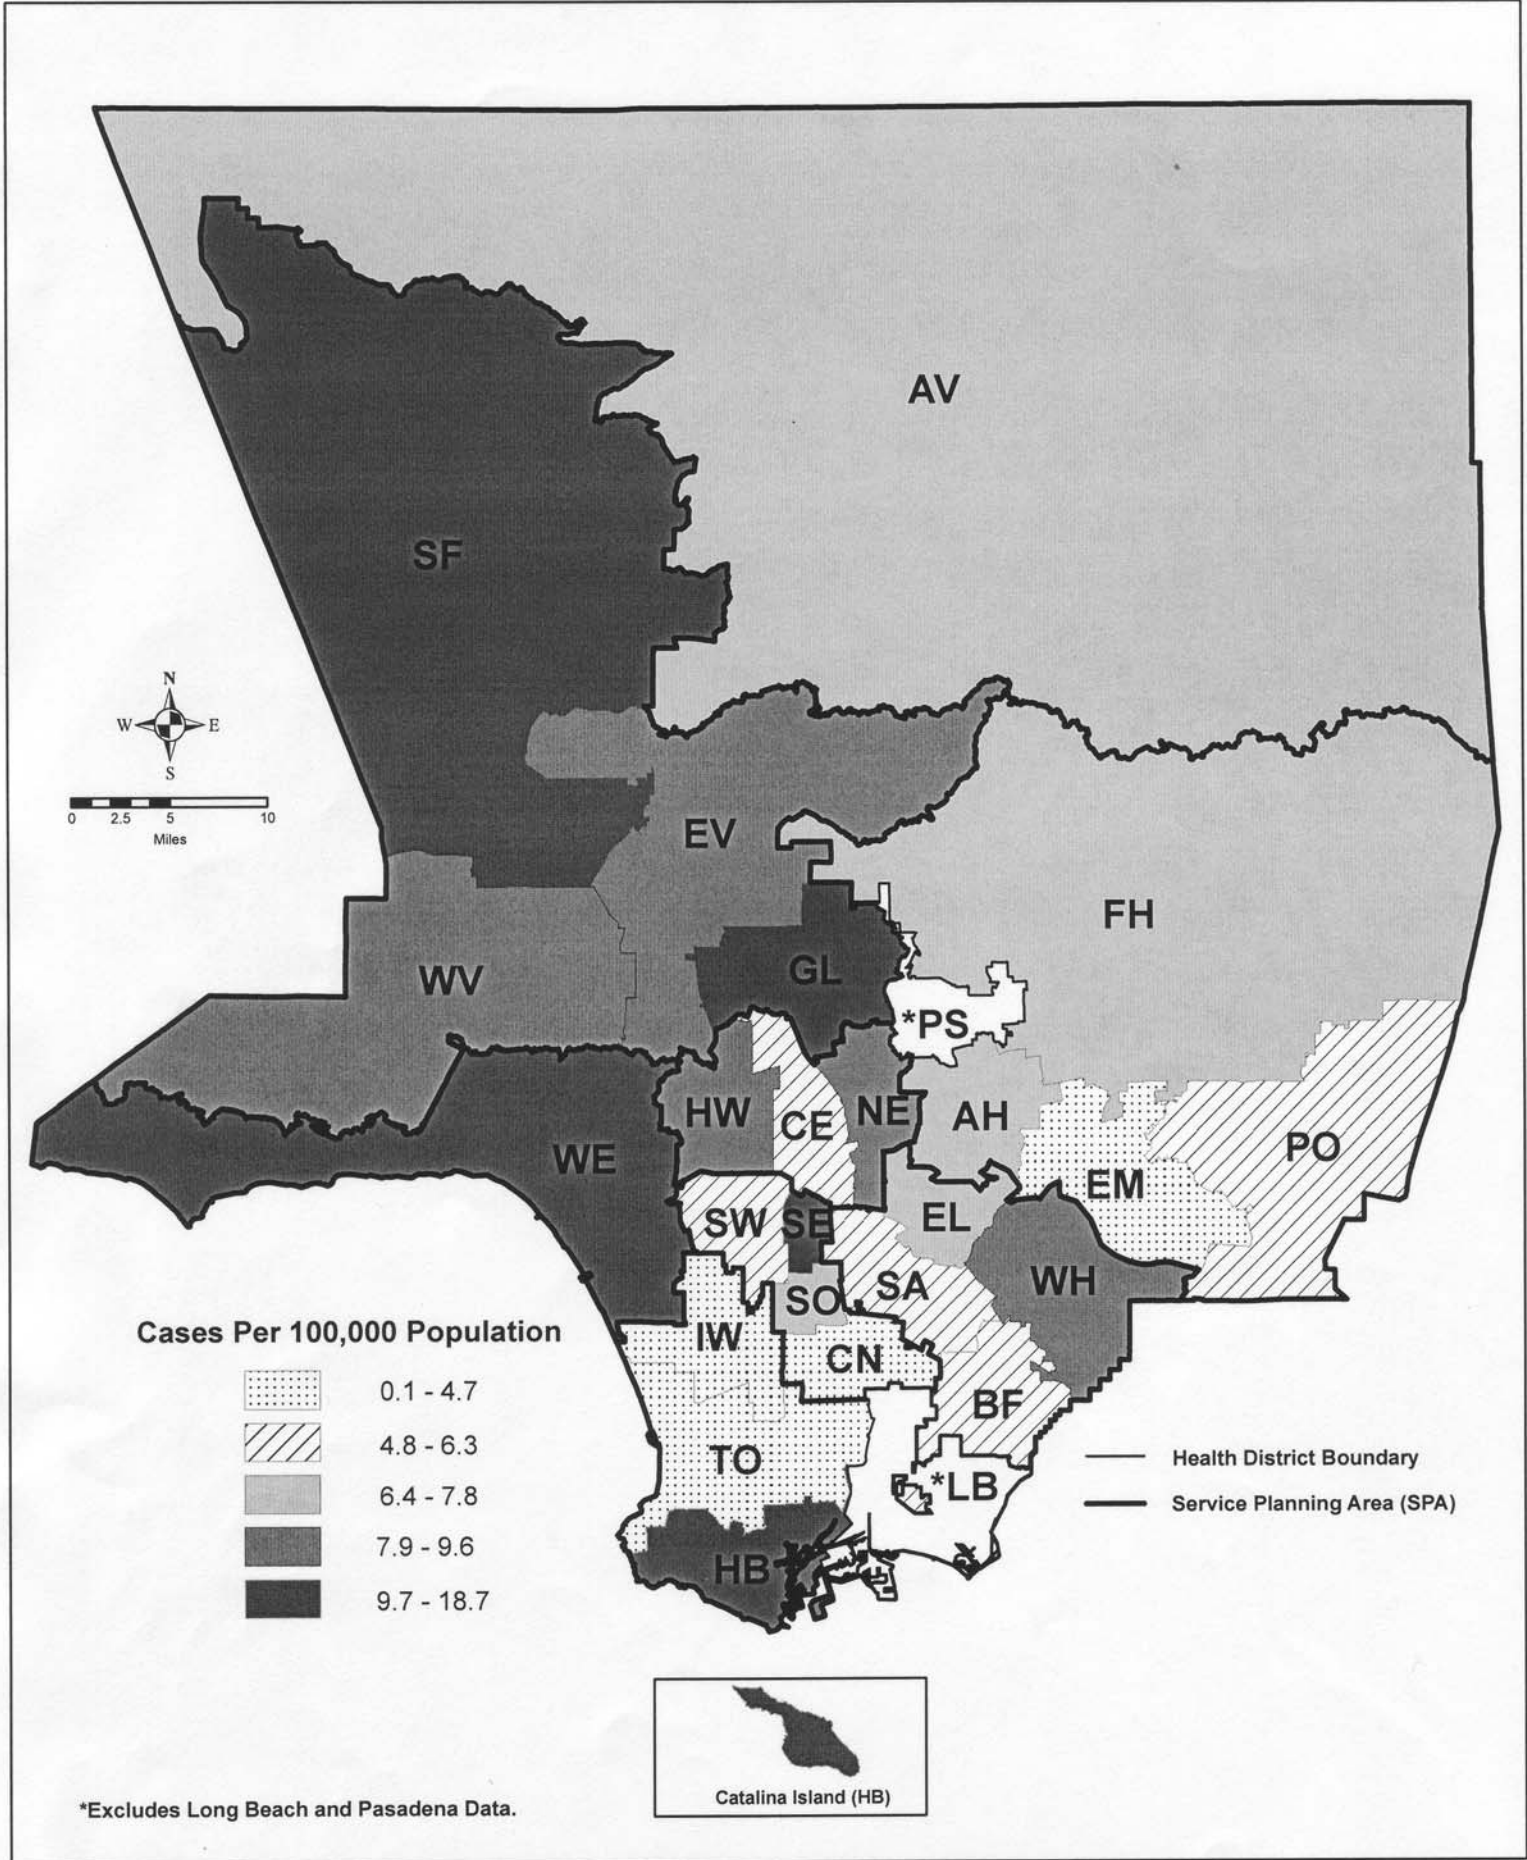 AV
SF
N
W E
S
0 2.5 5 10
Miles
EV
FH
WV
GL
*PS
HW
CE
NE
AH
PO
WE
EM
SW
SE
EL
WH
SA
SO
IW
CN
BF
TO
*LB
HB
Cases Per 100,000 Population
0.1 - 4.7
4.8 - 6.3
6.4 - 7.8
7.9 - 9.6
9.7 - 18.7
Health District Boundary
Service Planning Area (SPA)
Catalina Island (HB)
*Excludes Long Beach and Pasadena Data.